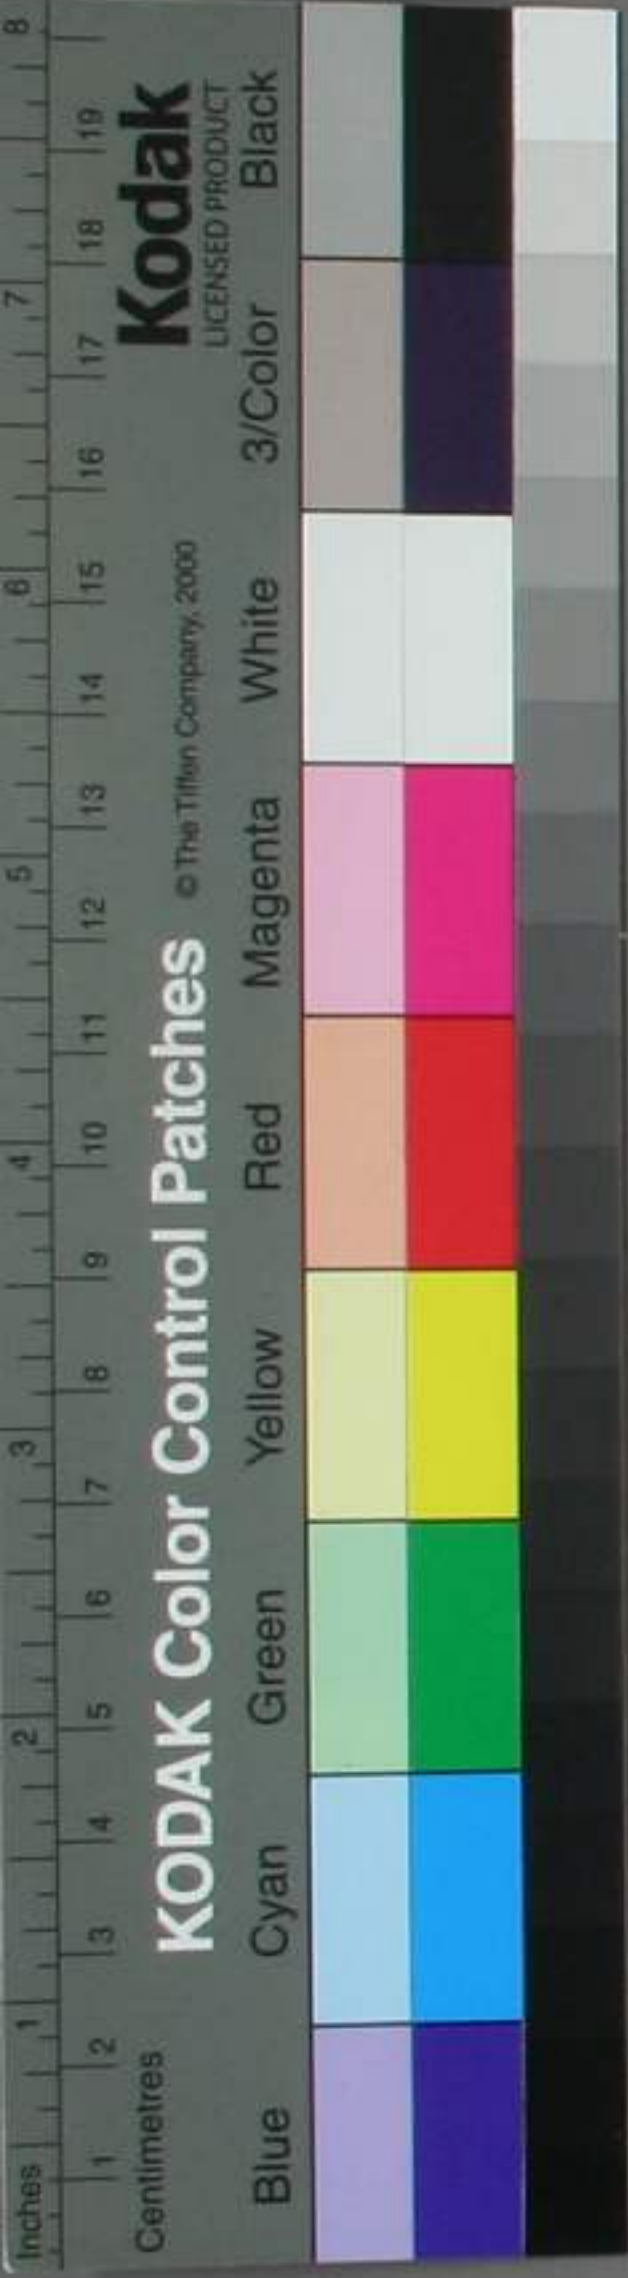 Inches 1 2 3 4 5 6 7 8
Centimetres 1 2 3 4 5 6 7 8 9 10 11 12 13 14 15 16 17 18 19
KODAK Color Control Patches © The Tiffen Company, 2000 Kodak
LICENSED PRODUCT
Blue Cyan Green Yellow Red Magenta White 3/Color Black